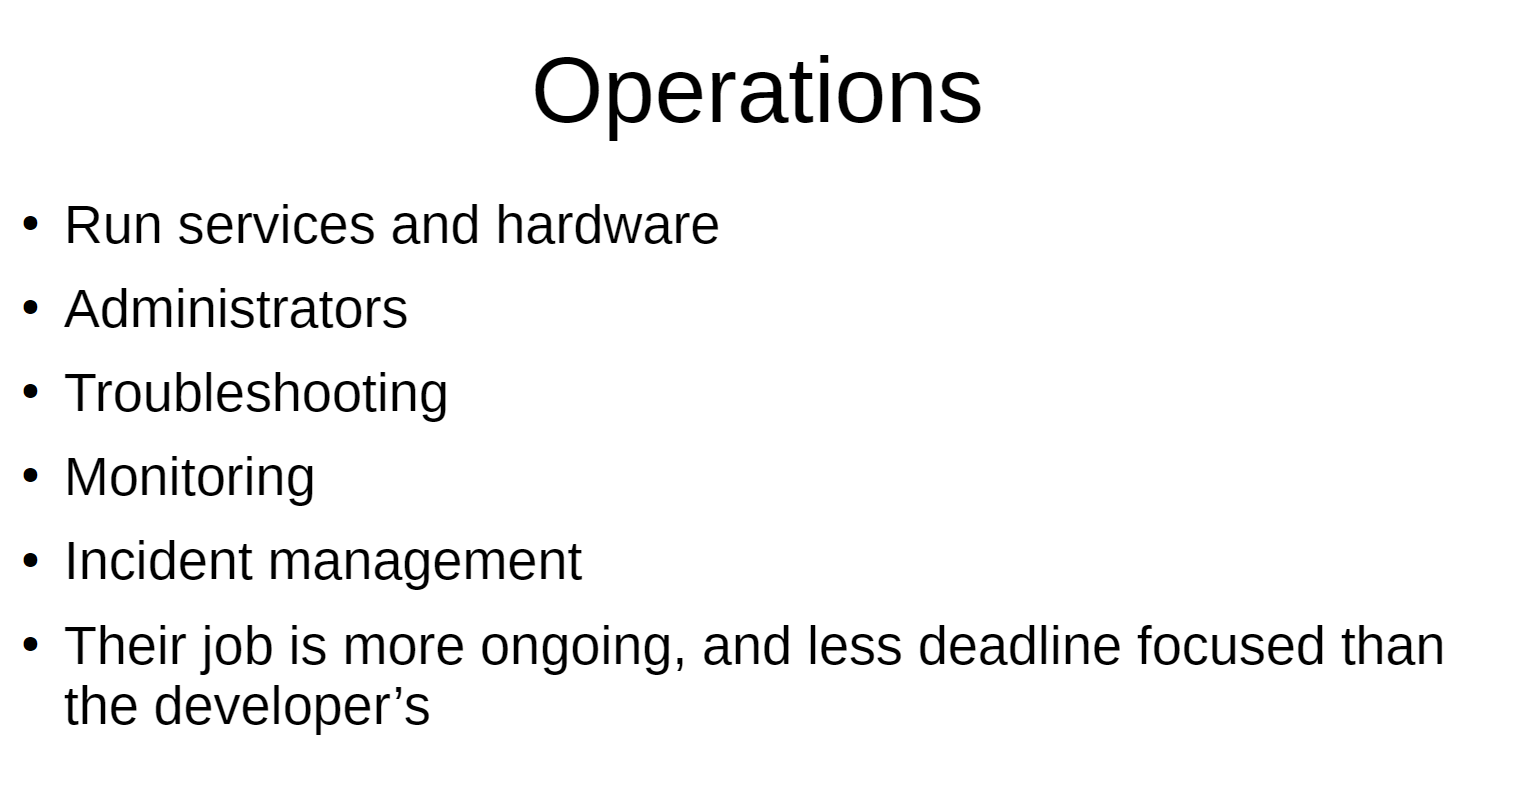 Operations
• Run services and hardware
• Administrators
• Troubleshooting
• Monitoring
• Incident management
• Their job is more ongoing, and less deadline focused than
the developer’s